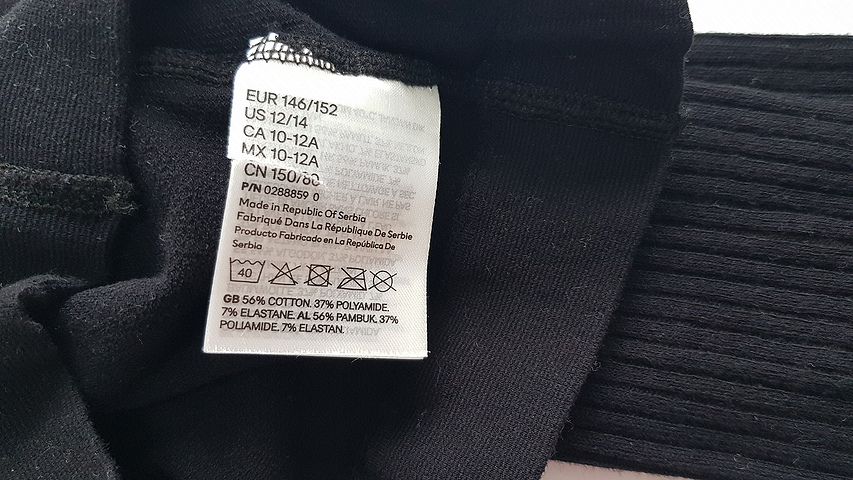 EUR 146/152
US 12/14
CA 10-12A
MX 10-12A
CN 150/80
P/N 0288859 0
Made in Republic Of Serbia
Fabriqué Dans La République De Serbie
Producto Fabricado en La República De
Serbia
40
GB 56% COTTON. 37% POLYAMIDE.
7% ELASTANE. AL 56% PAMBUK. 37%
POLIAMIDE. 7% ELASTAN.